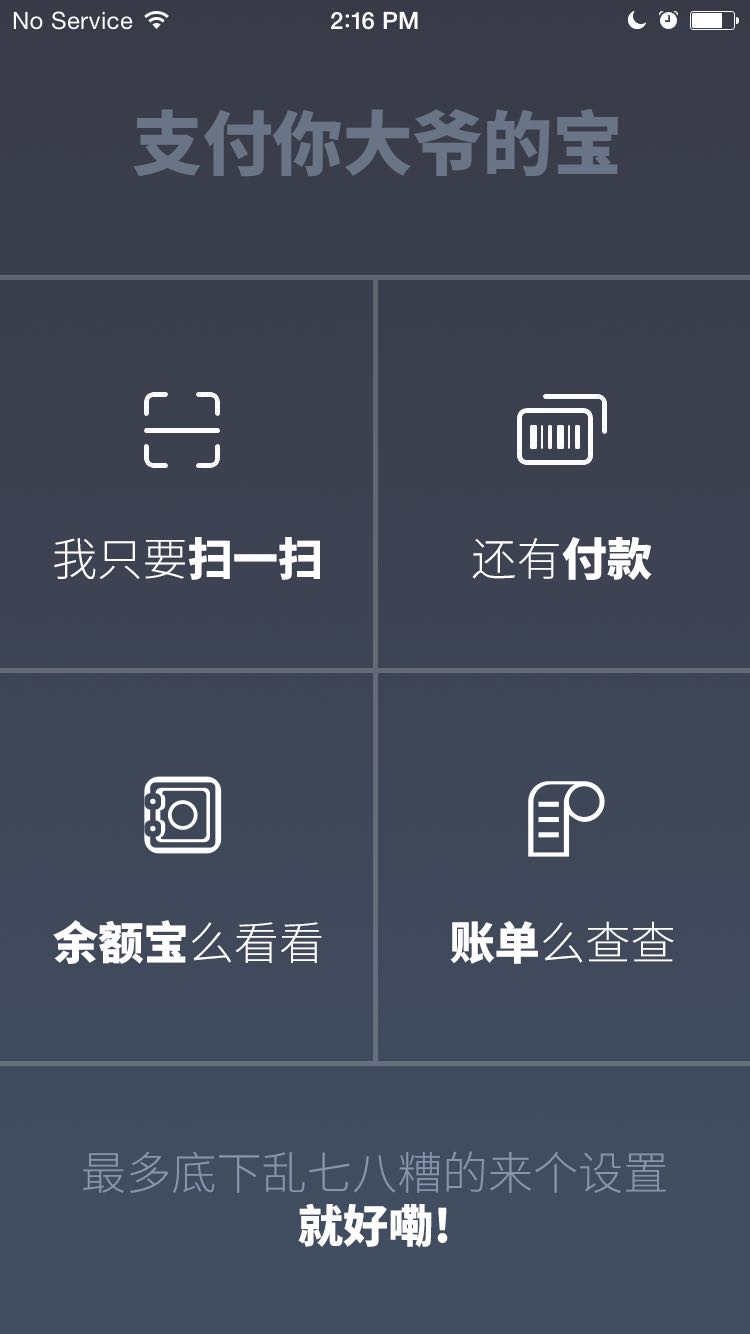 No Service
2:16 PM
支付你大爷的宝
我只要扫一扫
还有付款
余额宝么看看
账单么查查
最多底下乱七八糟的来个设置
就好嘞!